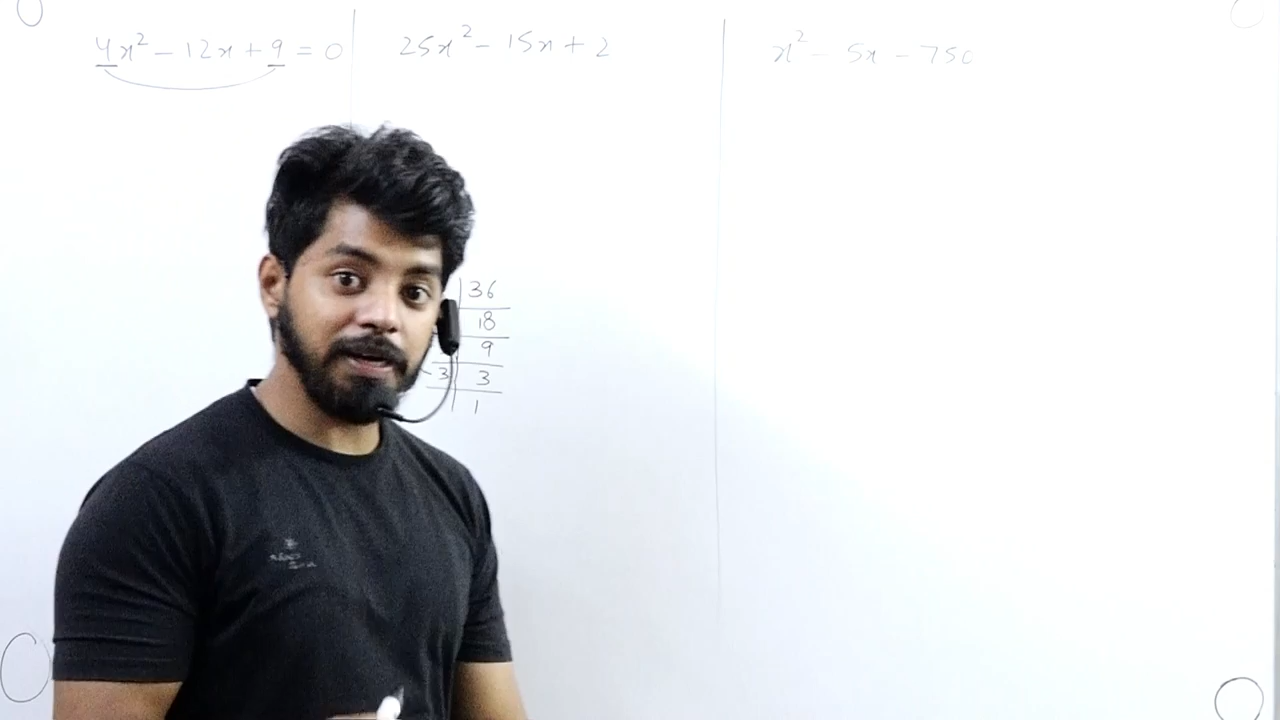 4x² - 12x + 9 = 0
25x² - 15x + 2
x² - 5x - 750
36
18
9
3 3
1